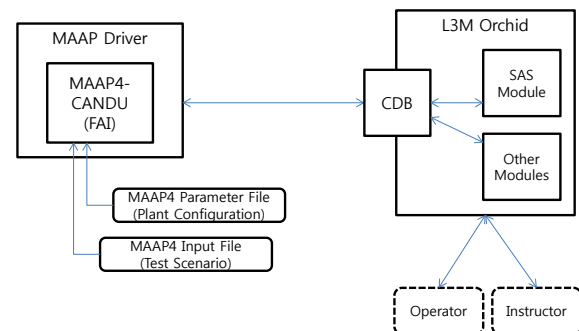 MAAP Driver
MAAP4-
CANDU
(FAI)
MAAP4 Parameter File
(Plant Configuration)
MAAP4 Input File
(Test Scenario)
L3M Orchid
CDB
SAS
Module
Other
Modules
Operator
Instructor